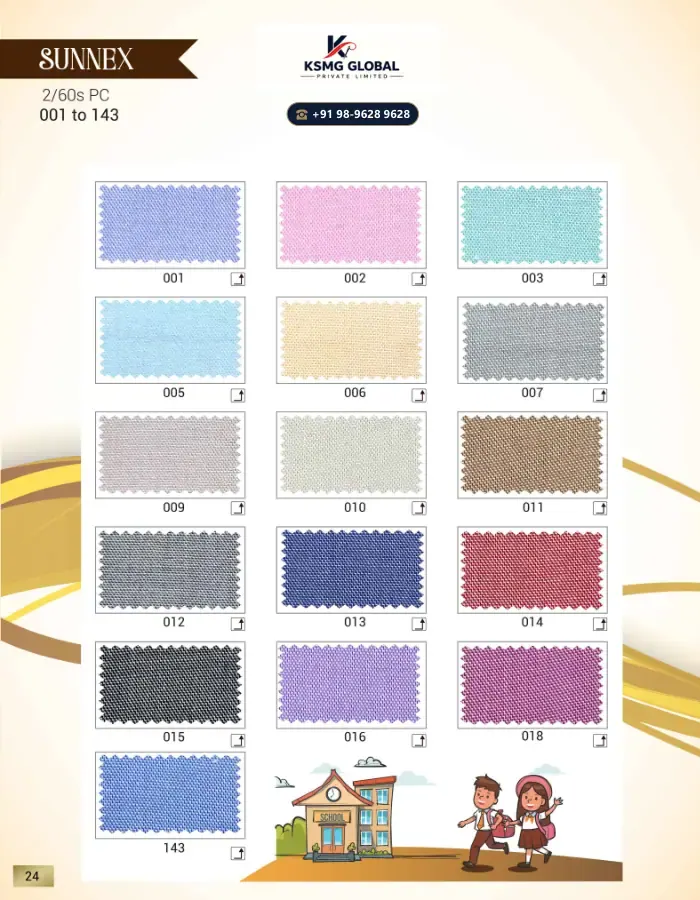 SUNNEX
KSMG GLOBAL
PRIVATE LIMITED
2/60s PC
001 to 143
+91 98-9628 9628
001
002
003
005
006
007
009
010
011
012
013
014
015
016
018
143
SCHOOL
24